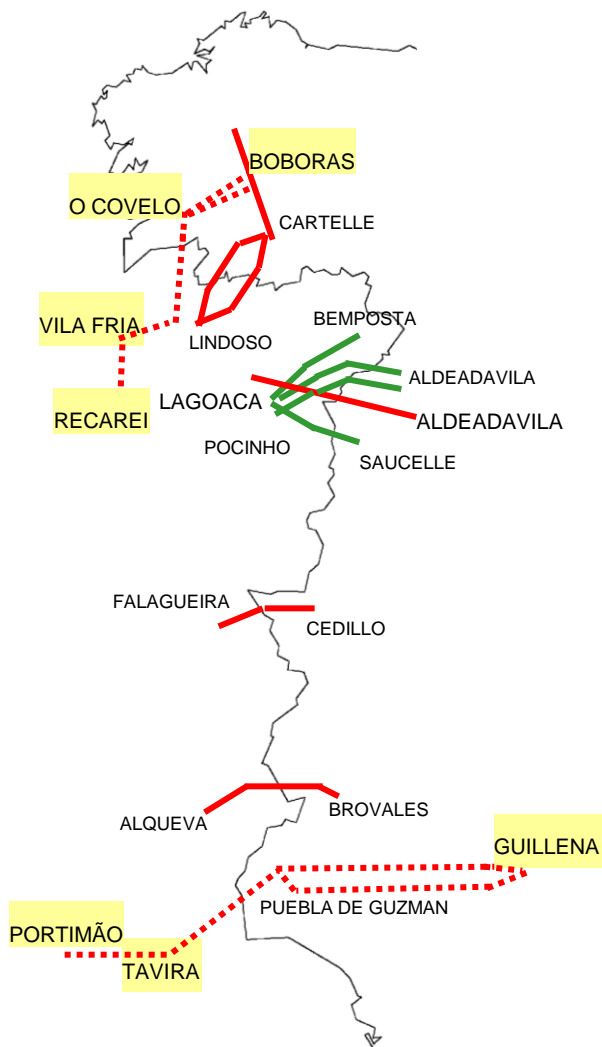 BOBORAS
O COVELO
CARTELLE
BEMPOSTA
VILA FRIA
LINDOSO
ALDEADAVILA
LAGOACA
RECAREI
ALDEADAVILA
POCINHO
SAUCELLE
FALAGUEIRA
CEDILLO
BROVALES
ALQUEVA
GUILLENA
PUEBLA DE GUZMAN
PORTIMÃO
TAVIRA